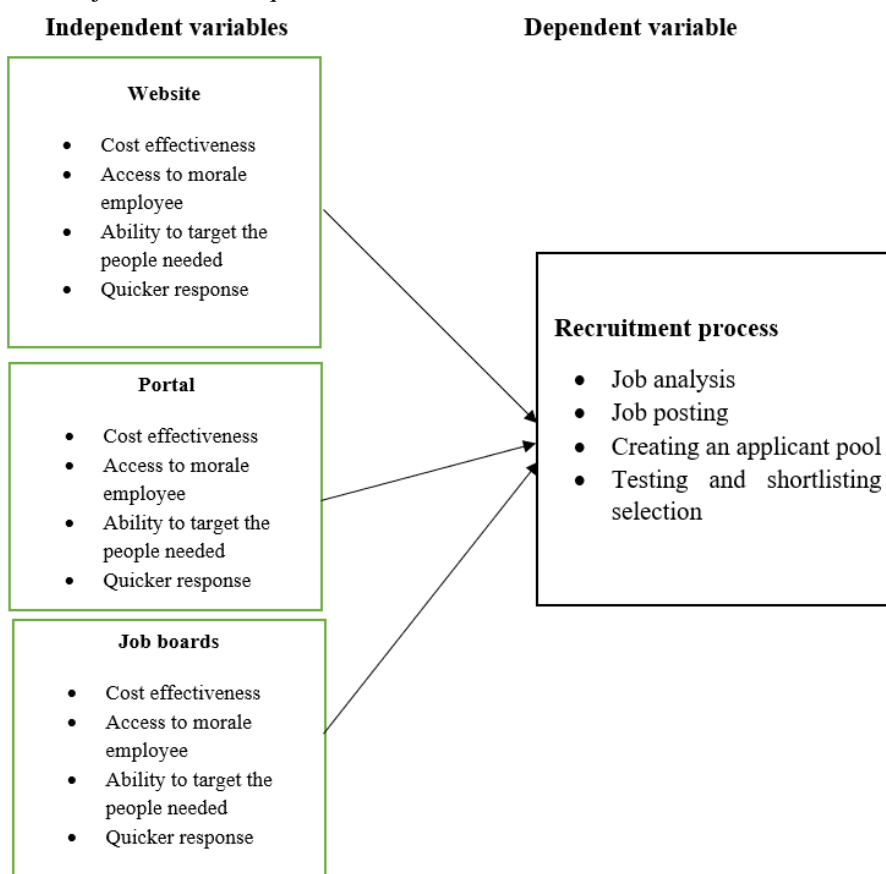 Independent variables
Dependent variable
Website
• Cost effectiveness
• Access to morale
employee
• Ability to target the
people needed
• Quicker response
Portal
• Cost effectiveness
• Access to morale
employee
• Ability to target the
people needed
• Quicker response
Job boards
• Cost effectiveness
• Access to morale
employee
• Ability to target the
people needed
• Quicker response
Recruitment process
• Job analysis
• Job posting
• Creating an applicant pool
• Testing and shortlisting
selection